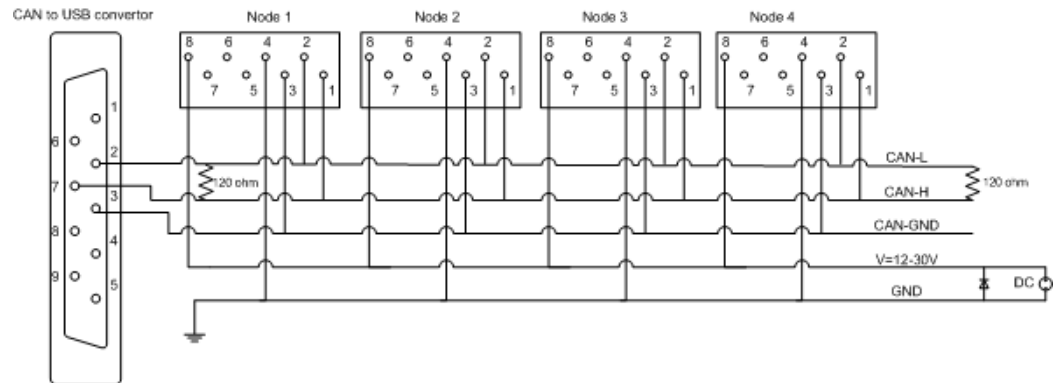 CAN to USB convertor
Node 1
Node 2
Node 3
Node 4
8 6 4 2
7 5 3 1
8 6 4 2
7 5 3 1
8 6 4 2
7 5 3 1
8 6 4 2
7 5 3 1
1
6
2
7
3
8
4
9
5
120 ohm
CAN-L
120 ohm
CAN-H
CAN-GND
V=12-30V
GND
DC